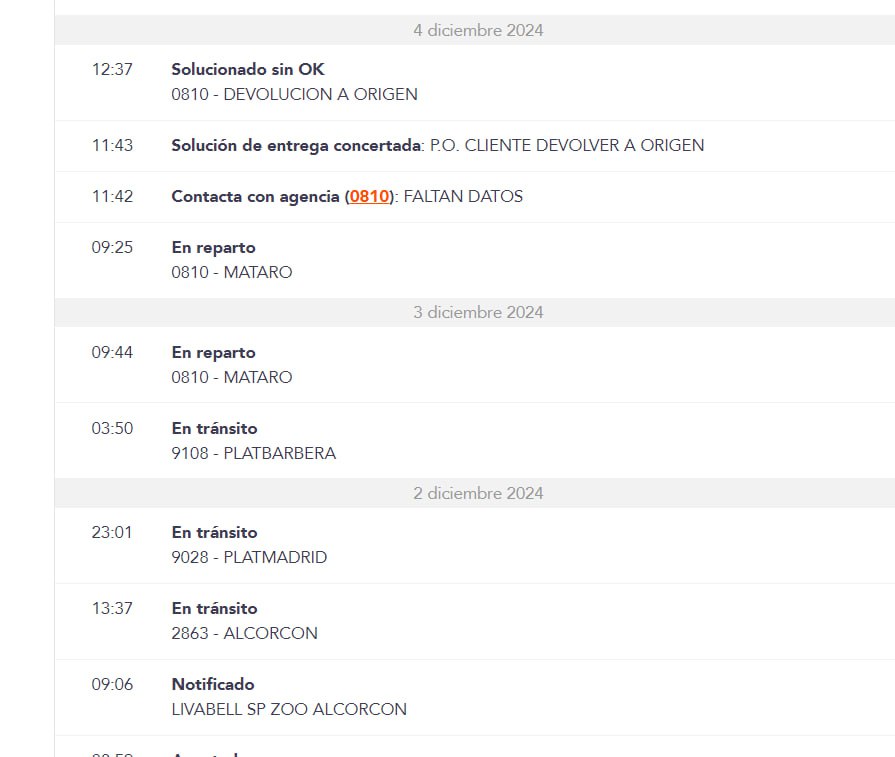 4 diciembre 2024
12:37 Solucionado sin OK
0810 - DEVOLUCION A ORIGEN
11:43 Solución de entrega concertada: P.O. CLIENTE DEVOLVER A ORIGEN
11:42 Contacta con agencia (0810): FALTAN DATOS
09:25 En reparto
0810 - MATARO
3 diciembre 2024
09:44 En reparto
0810 - MATARO
03:50 En tránsito
9108 - PLATBARBERA
2 diciembre 2024
23:01 En tránsito
9028 - PLATMADRID
13:37 En tránsito
2863 - ALCORCON
09:06 Notificado
LIVABELL SP ZOO ALCORCON